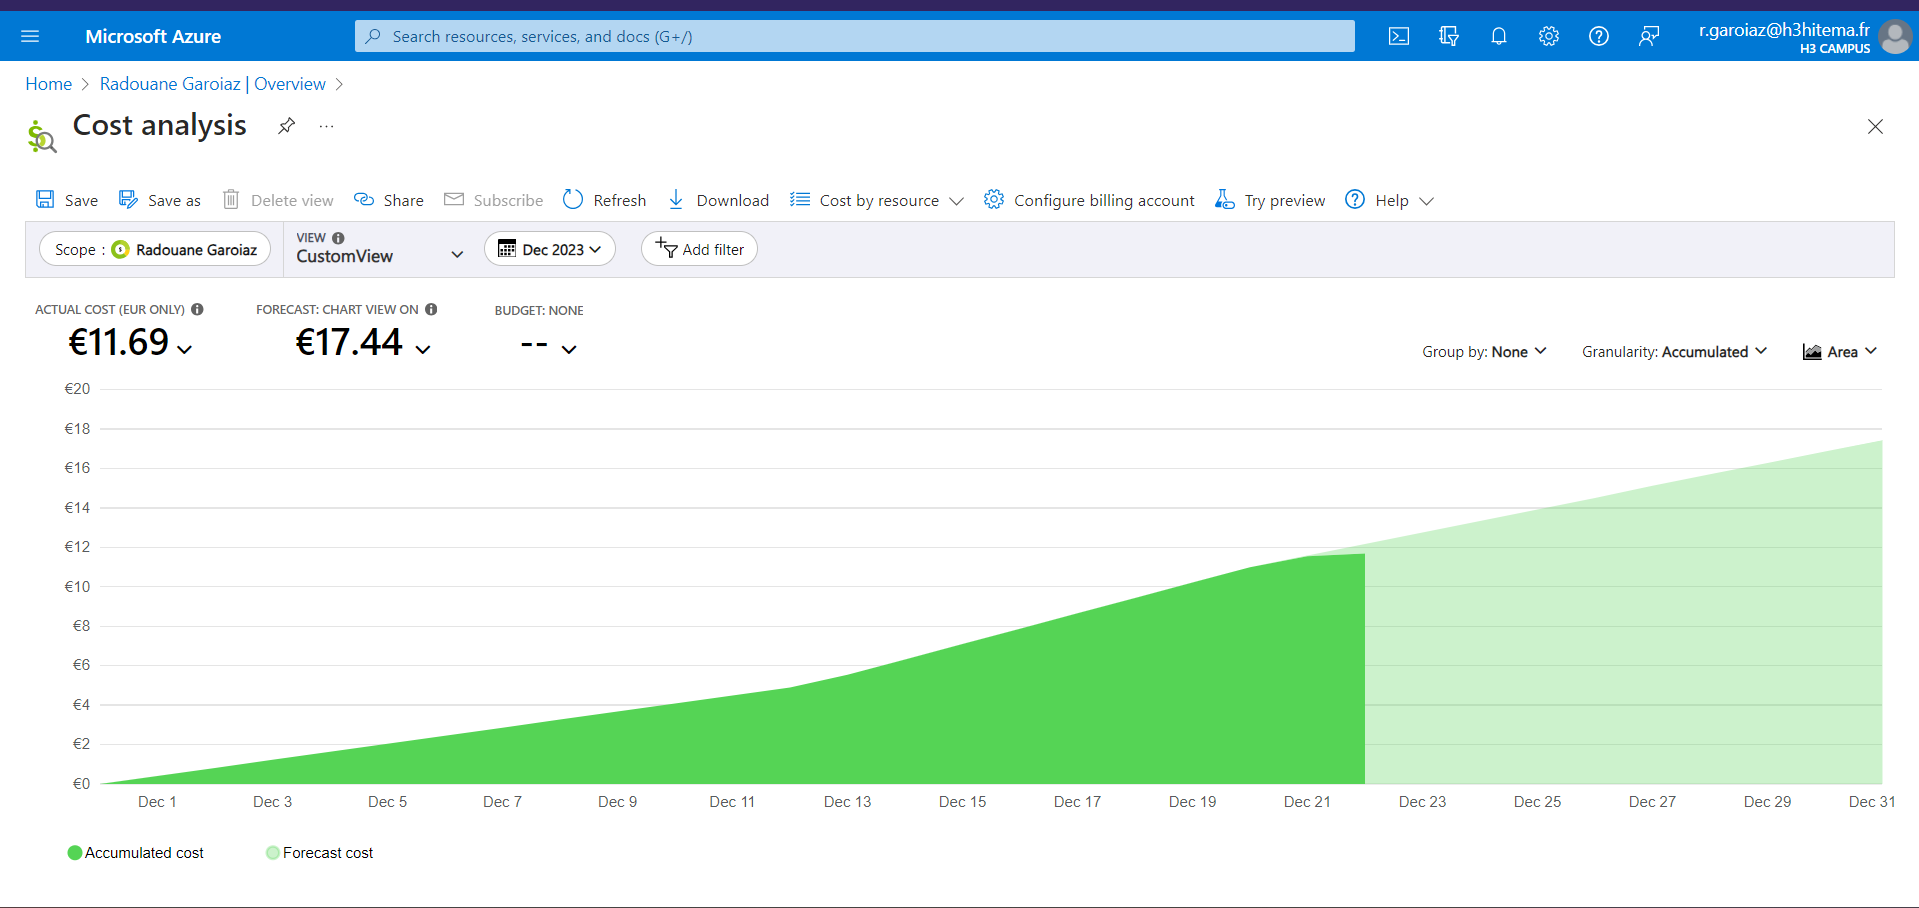 Microsoft Azure
Search resources, services, and docs (G+/)
r.garoiaz@h3hitema.fr
H3 CAMPUS
Home > Radouane Garoiaz | Overview >
Cost analysis
...
Save Save as Delete view Share Subscribe Refresh Download Cost by resource Configure billing account Try preview Help
Scope : Radouane Garoiaz
VIEW
CustomView
Dec 2023
Add filter
ACTUAL COST (EUR ONLY)
€11.69
FORECAST: CHART VIEW ON
€17.44
BUDGET: NONE
--
Group by: None
Granularity: Accumulated
Area
€20
€18
€16
€14
€12
€10
€8
€6
€4
€2
€0
Dec 1 Dec 3 Dec 5 Dec 7 Dec 9 Dec 11 Dec 13 Dec 15 Dec 17 Dec 19 Dec 21 Dec 23 Dec 25 Dec 27 Dec 29 Dec 31
Accumulated cost
Forecast cost